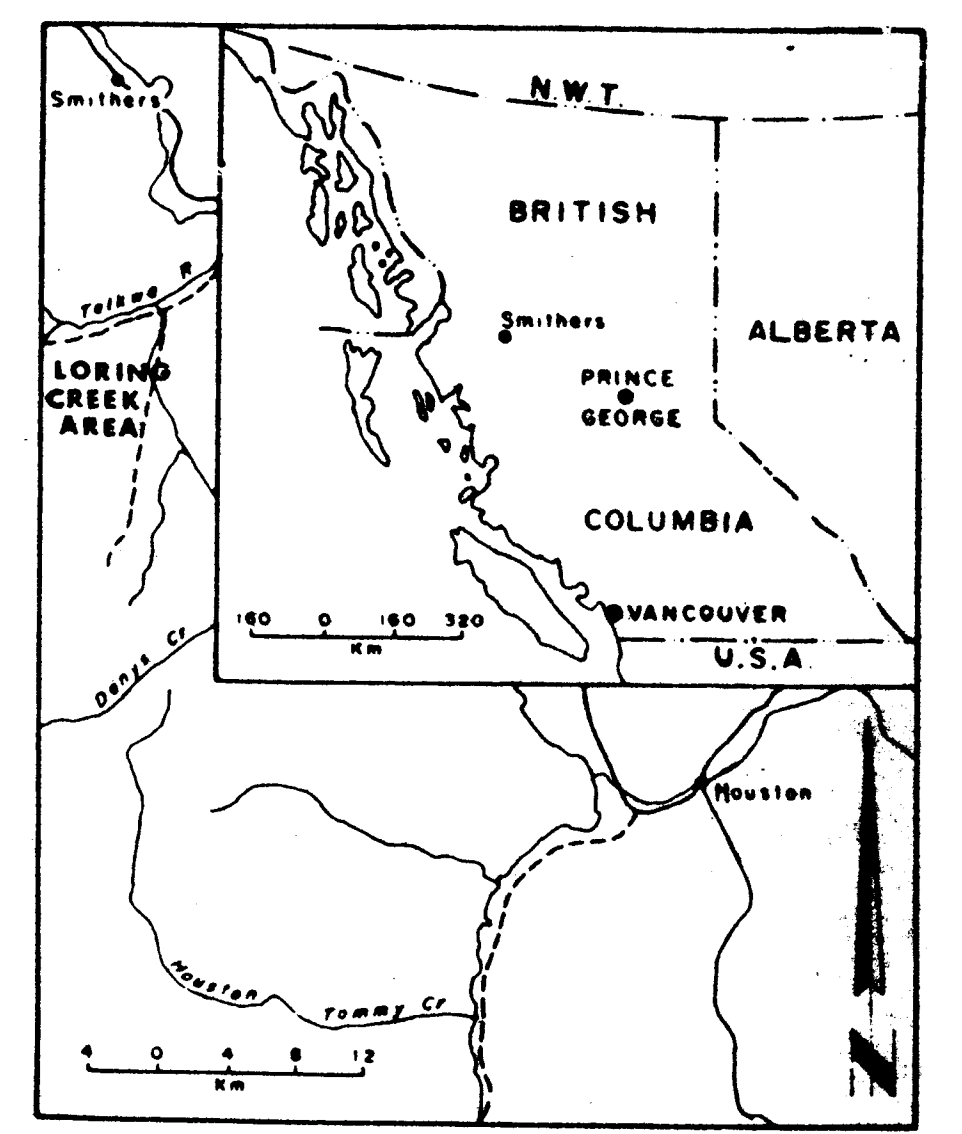 Smithers
N.W.T.
BRITISH
Telkwa R
Smithers
ALBERTA
LORING
CREEK
AREA
PRINCE
GEORGE
COLUMBIA
160 0 160 320
Km
VANCOUVER
U.S.A.
Denys Cr
Houston
Houston
Tommy Cr
4 0 4 8 12
Km
N